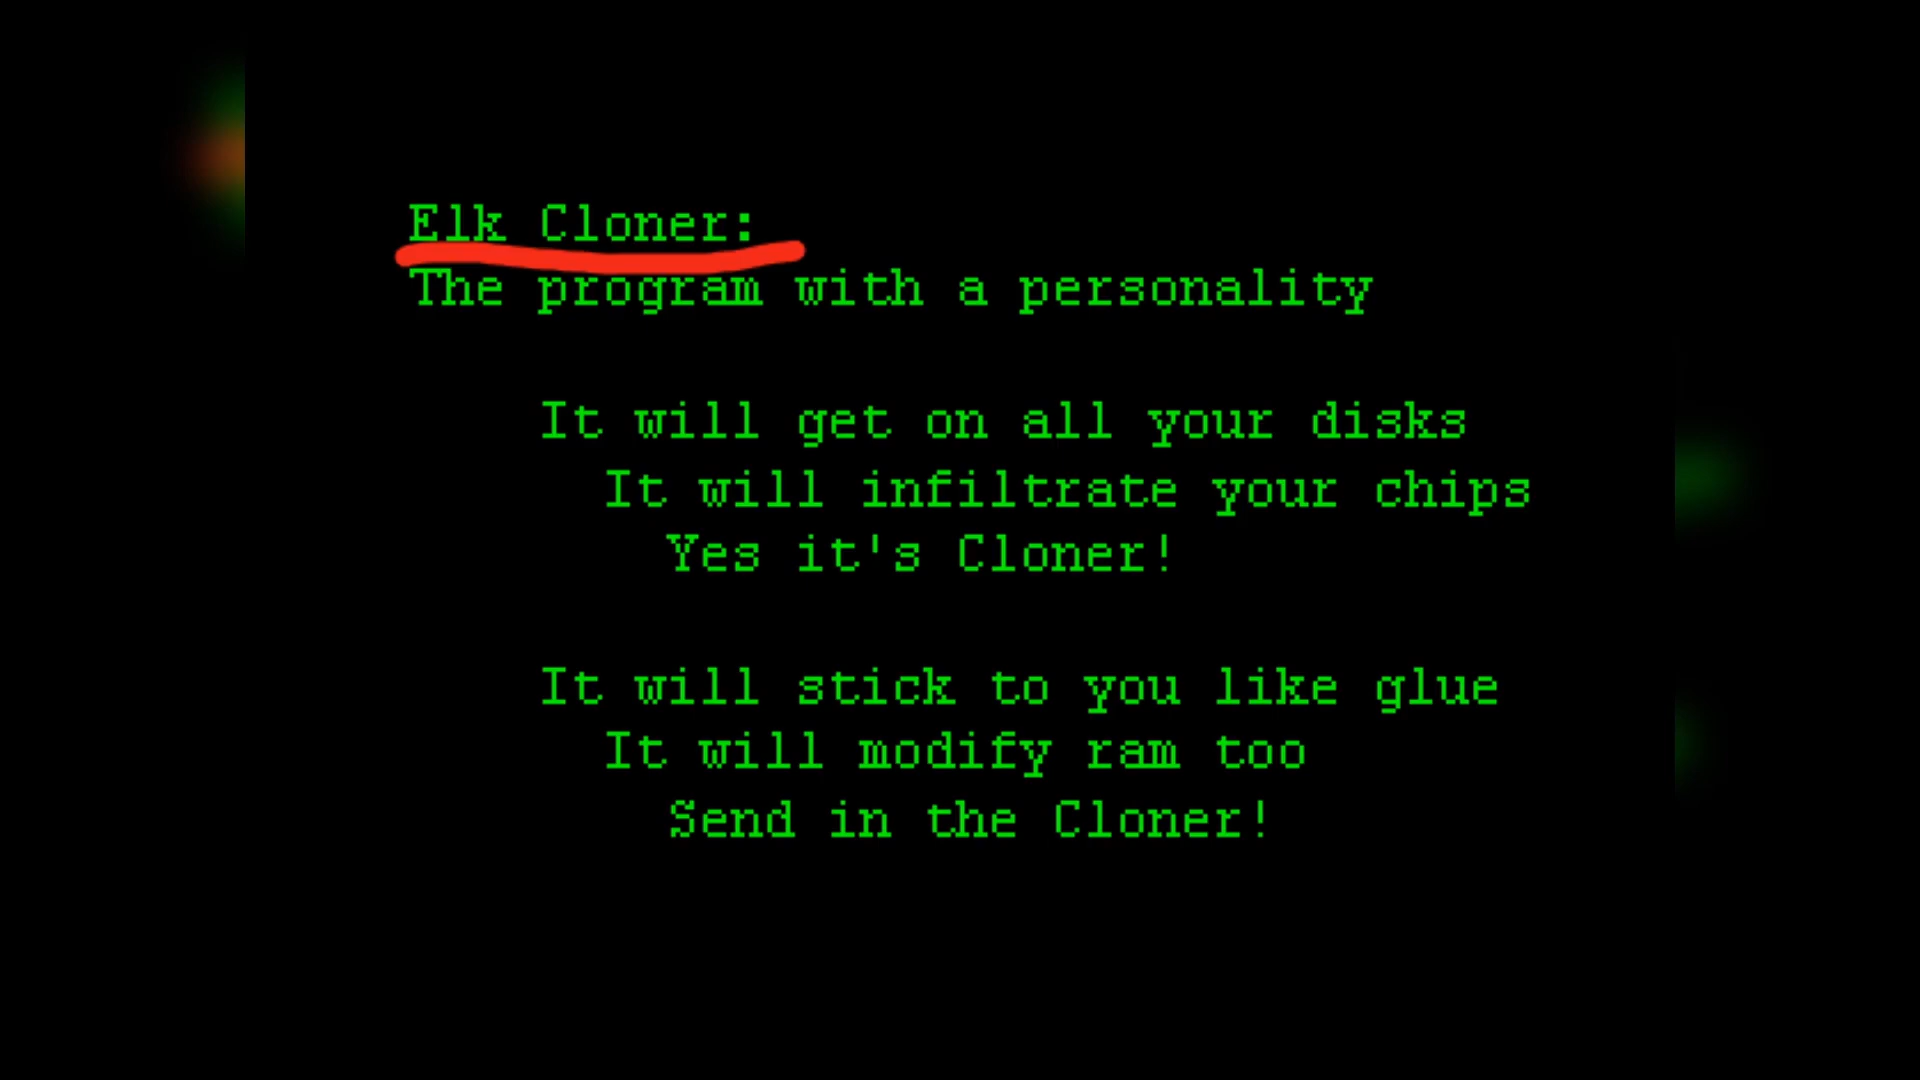 Elk Cloner:
The program with a personality
It will get on all your disks
It will infiltrate your chips
Yes it's Cloner!
It will stick to you like glue
It will modify ram too
Send in the Cloner!